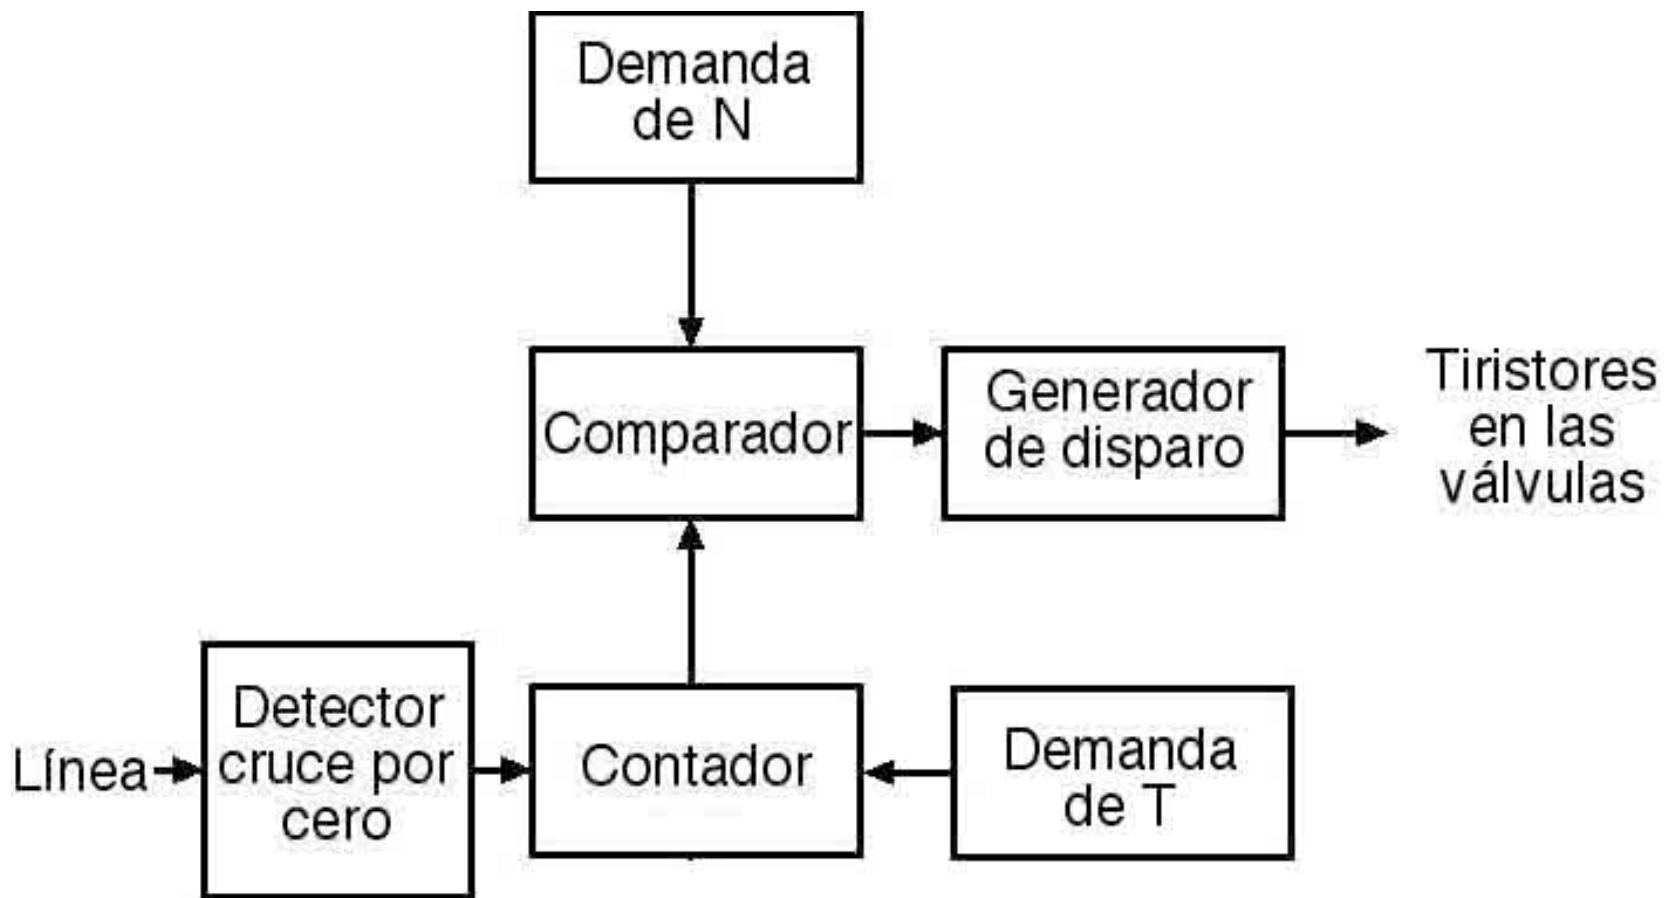 Demanda
de N
Comparador
Generador
de disparo
Tiristores
en las
válvulas
Línea
Detector
cruce por
cero
Contador
Demanda
de T